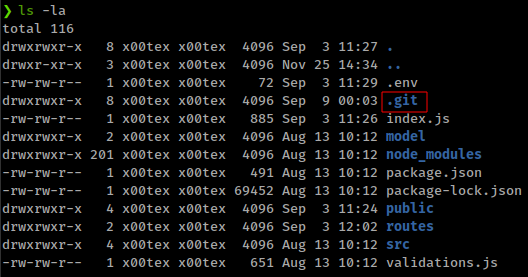 ❯ ls -la
total 116
drwxrwxr-x   8 x00tex x00tex  4096 Sep  3 11:27 .
drwxr-xr-x   3 x00tex x00tex  4096 Nov 25 14:34 ..
-rw-rw-r--   1 x00tex x00tex    72 Sep  3 11:29 .env
drwxrwxr-x   8 x00tex x00tex  4096 Sep  9 00:03 .git
-rw-rw-r--   1 x00tex x00tex   885 Sep  3 11:26 index.js
drwxrwxr-x   2 x00tex x00tex  4096 Aug 13 10:12 model
drwxrwxr-x 201 x00tex x00tex  4096 Aug 13 10:12 node_modules
-rw-rw-r--   1 x00tex x00tex   491 Aug 13 10:12 package.json
-rw-rw-r--   1 x00tex x00tex 69452 Aug 13 10:12 package-lock.json
drwxrwxr-x   4 x00tex x00tex  4096 Sep  3 11:24 public
drwxrwxr-x   2 x00tex x00tex  4096 Sep  3 12:02 routes
drwxrwxr-x   4 x00tex x00tex  4096 Aug 13 10:12 src
-rw-rw-r--   1 x00tex x00tex   651 Aug 13 10:12 validations.js